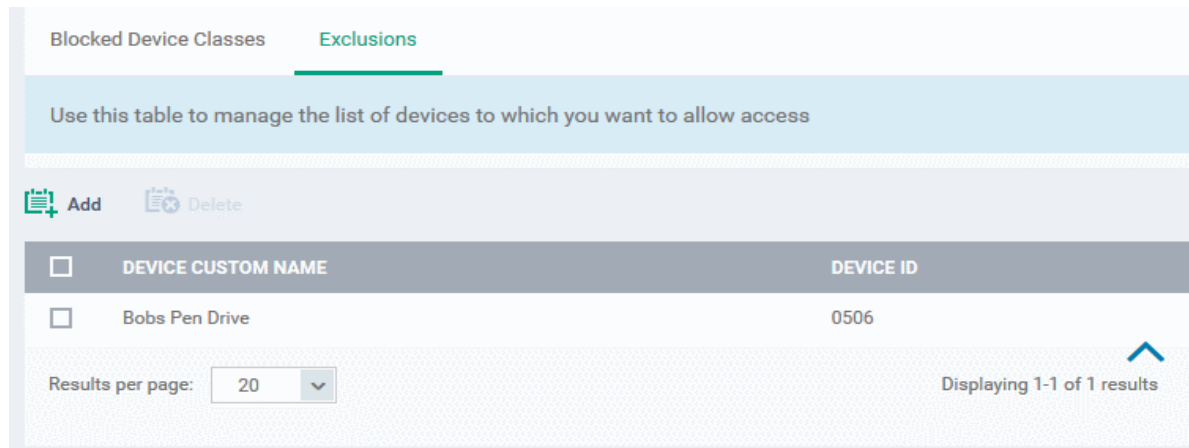 Blocked Device Classes Exclusions
Use this table to manage the list of devices to which you want to allow access
Add Delete
DEVICE CUSTOM NAME DEVICE ID
Bobs Pen Drive 0506
Results per page: 20 Displaying 1-1 of 1 results